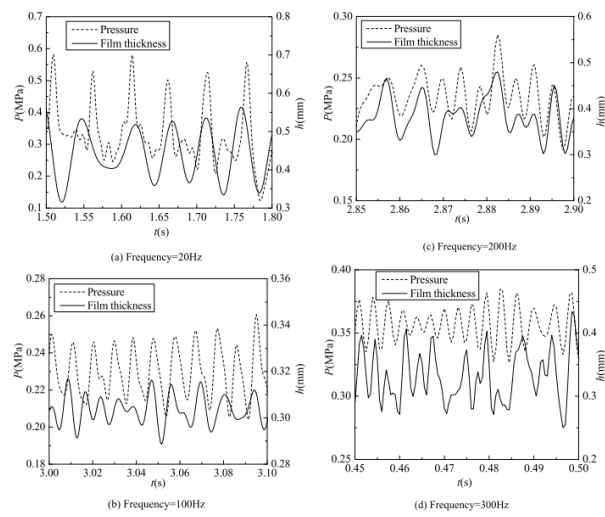 0.7
0.6
0.5
0.4
0.3
0.2
0.1
P(MPa)
Pressure
Film thickness
0.8
0.7
0.6
0.5
0.4
0.3
h(mm)
1.50 1.55 1.60 1.65 1.70 1.75 1.80
t(s)
(a) Frequency=20Hz
0.30
0.25
0.20
0.15
P(MPa)
Pressure
Film thickness
0.6
0.5
0.4
0.3
0.2
h(mm)
2.85 2.86 2.87 2.88 2.89 2.90
t(s)
(c) Frequency=200Hz
0.28
0.26
0.24
0.22
0.20
0.18
P(MPa)
Pressure
Film thickness
0.36
0.34
0.32
0.30
0.28
h(mm)
3.00 3.02 3.04 3.06 3.08 3.10
t(s)
(b) Frequency=100Hz
0.40
0.35
0.30
0.25
P(MPa)
Pressure
Film thickness
0.5
0.4
0.3
0.2
h(mm)
0.45 0.46 0.47 0.48 0.49 0.50
t(s)
(d) Frequency=300Hz